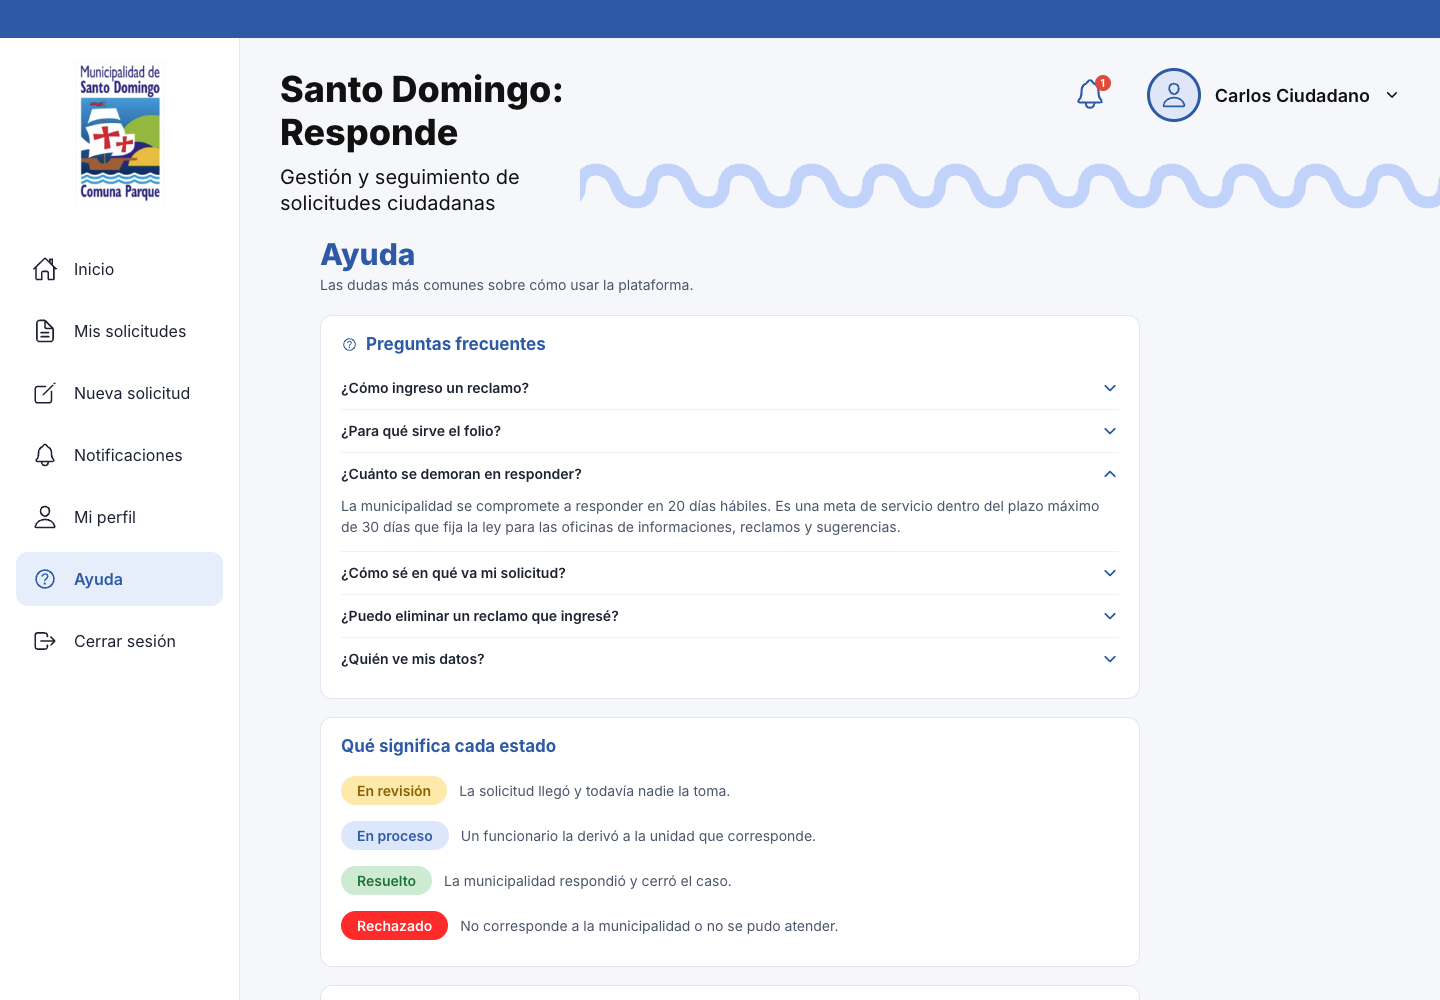 Municipalidad de
Santo Domingo
Comuna Parque
Inicio
Mis solicitudes
Nueva solicitud
Notificaciones
Mi perfil
Ayuda
Cerrar sesión
Santo Domingo:
Responde
Gestión y seguimiento de
solicitudes ciudadanas
1
Carlos Ciudadano
Ayuda
Las dudas más comunes sobre cómo usar la plataforma.
Preguntas frecuentes
¿Cómo ingreso un reclamo?
¿Para qué sirve el folio?
¿Cuánto se demoran en responder?
La municipalidad se compromete a responder en 20 días hábiles. Es una meta de servicio dentro del plazo máximo
de 30 días que fija la ley para las oficinas de informaciones, reclamos y sugerencias.
¿Cómo sé en qué va mi solicitud?
¿Puedo eliminar un reclamo que ingresé?
¿Quién ve mis datos?
Qué significa cada estado
En revisión La solicitud llegó y todavía nadie la toma.
En proceso Un funcionario la derivó a la unidad que corresponde.
Resuelto La municipalidad respondió y cerró el caso.
Rechazado No corresponde a la municipalidad o no se pudo atender.